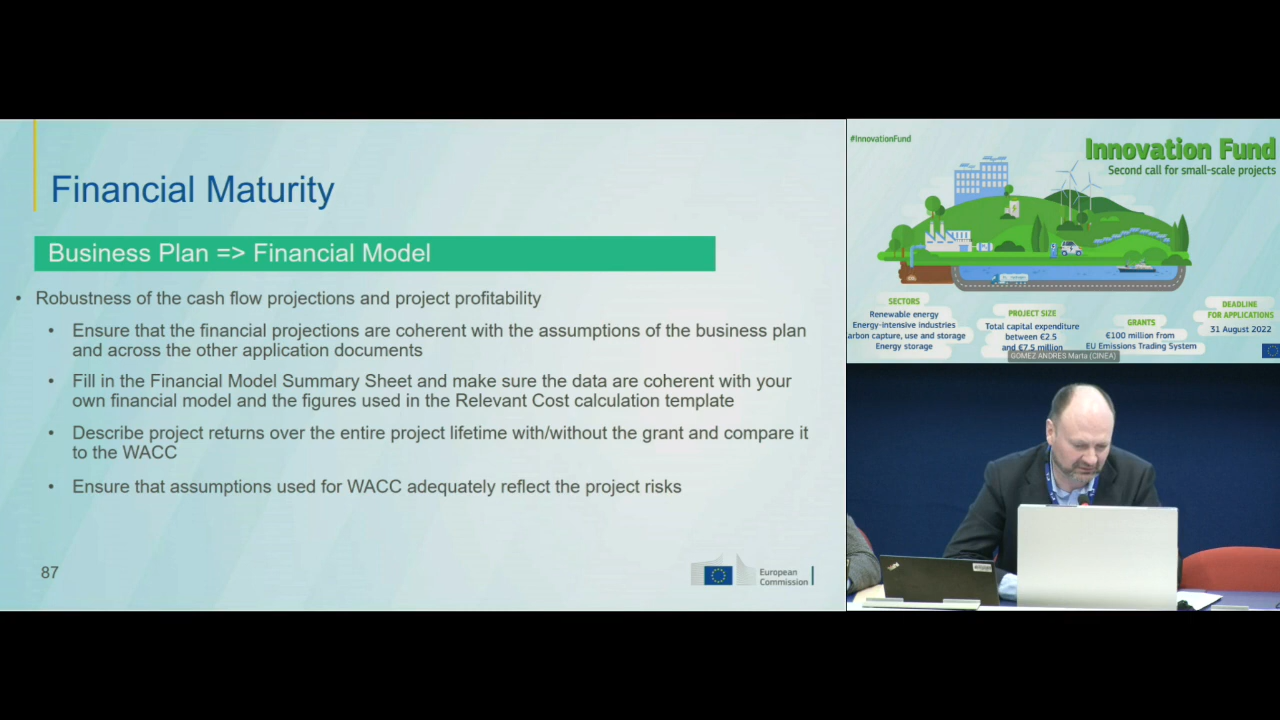 Financial Maturity
Business Plan => Financial Model
• Robustness of the cash flow projections and project profitability
• Ensure that the financial projections are coherent with the assumptions of the business plan
and across the other application documents
• Fill in the Financial Model Summary Sheet and make sure the data are coherent with your
own financial model and the figures used in the Relevant Cost calculation template
• Describe project returns over the entire project lifetime with/without the grant and compare it
to the WACC
• Ensure that assumptions used for WACC adequately reflect the project risks
87
European
Commission
#InnovationFund
Innovation Fund
Second call for small-scale projects
SECTORS
Renewable energy
Energy-intensive industries
arbon capture, use and storage
Energy storage
PROJECT SIZE
Total capital expenditure
between €2.5
and €7.5 million
GRANTS
€100 million from
EU Emissions Trading System
DEADLINE
FOR APPLICATIONS
31 August 2022
GOMEZ ANDRES Marta (CINEA)